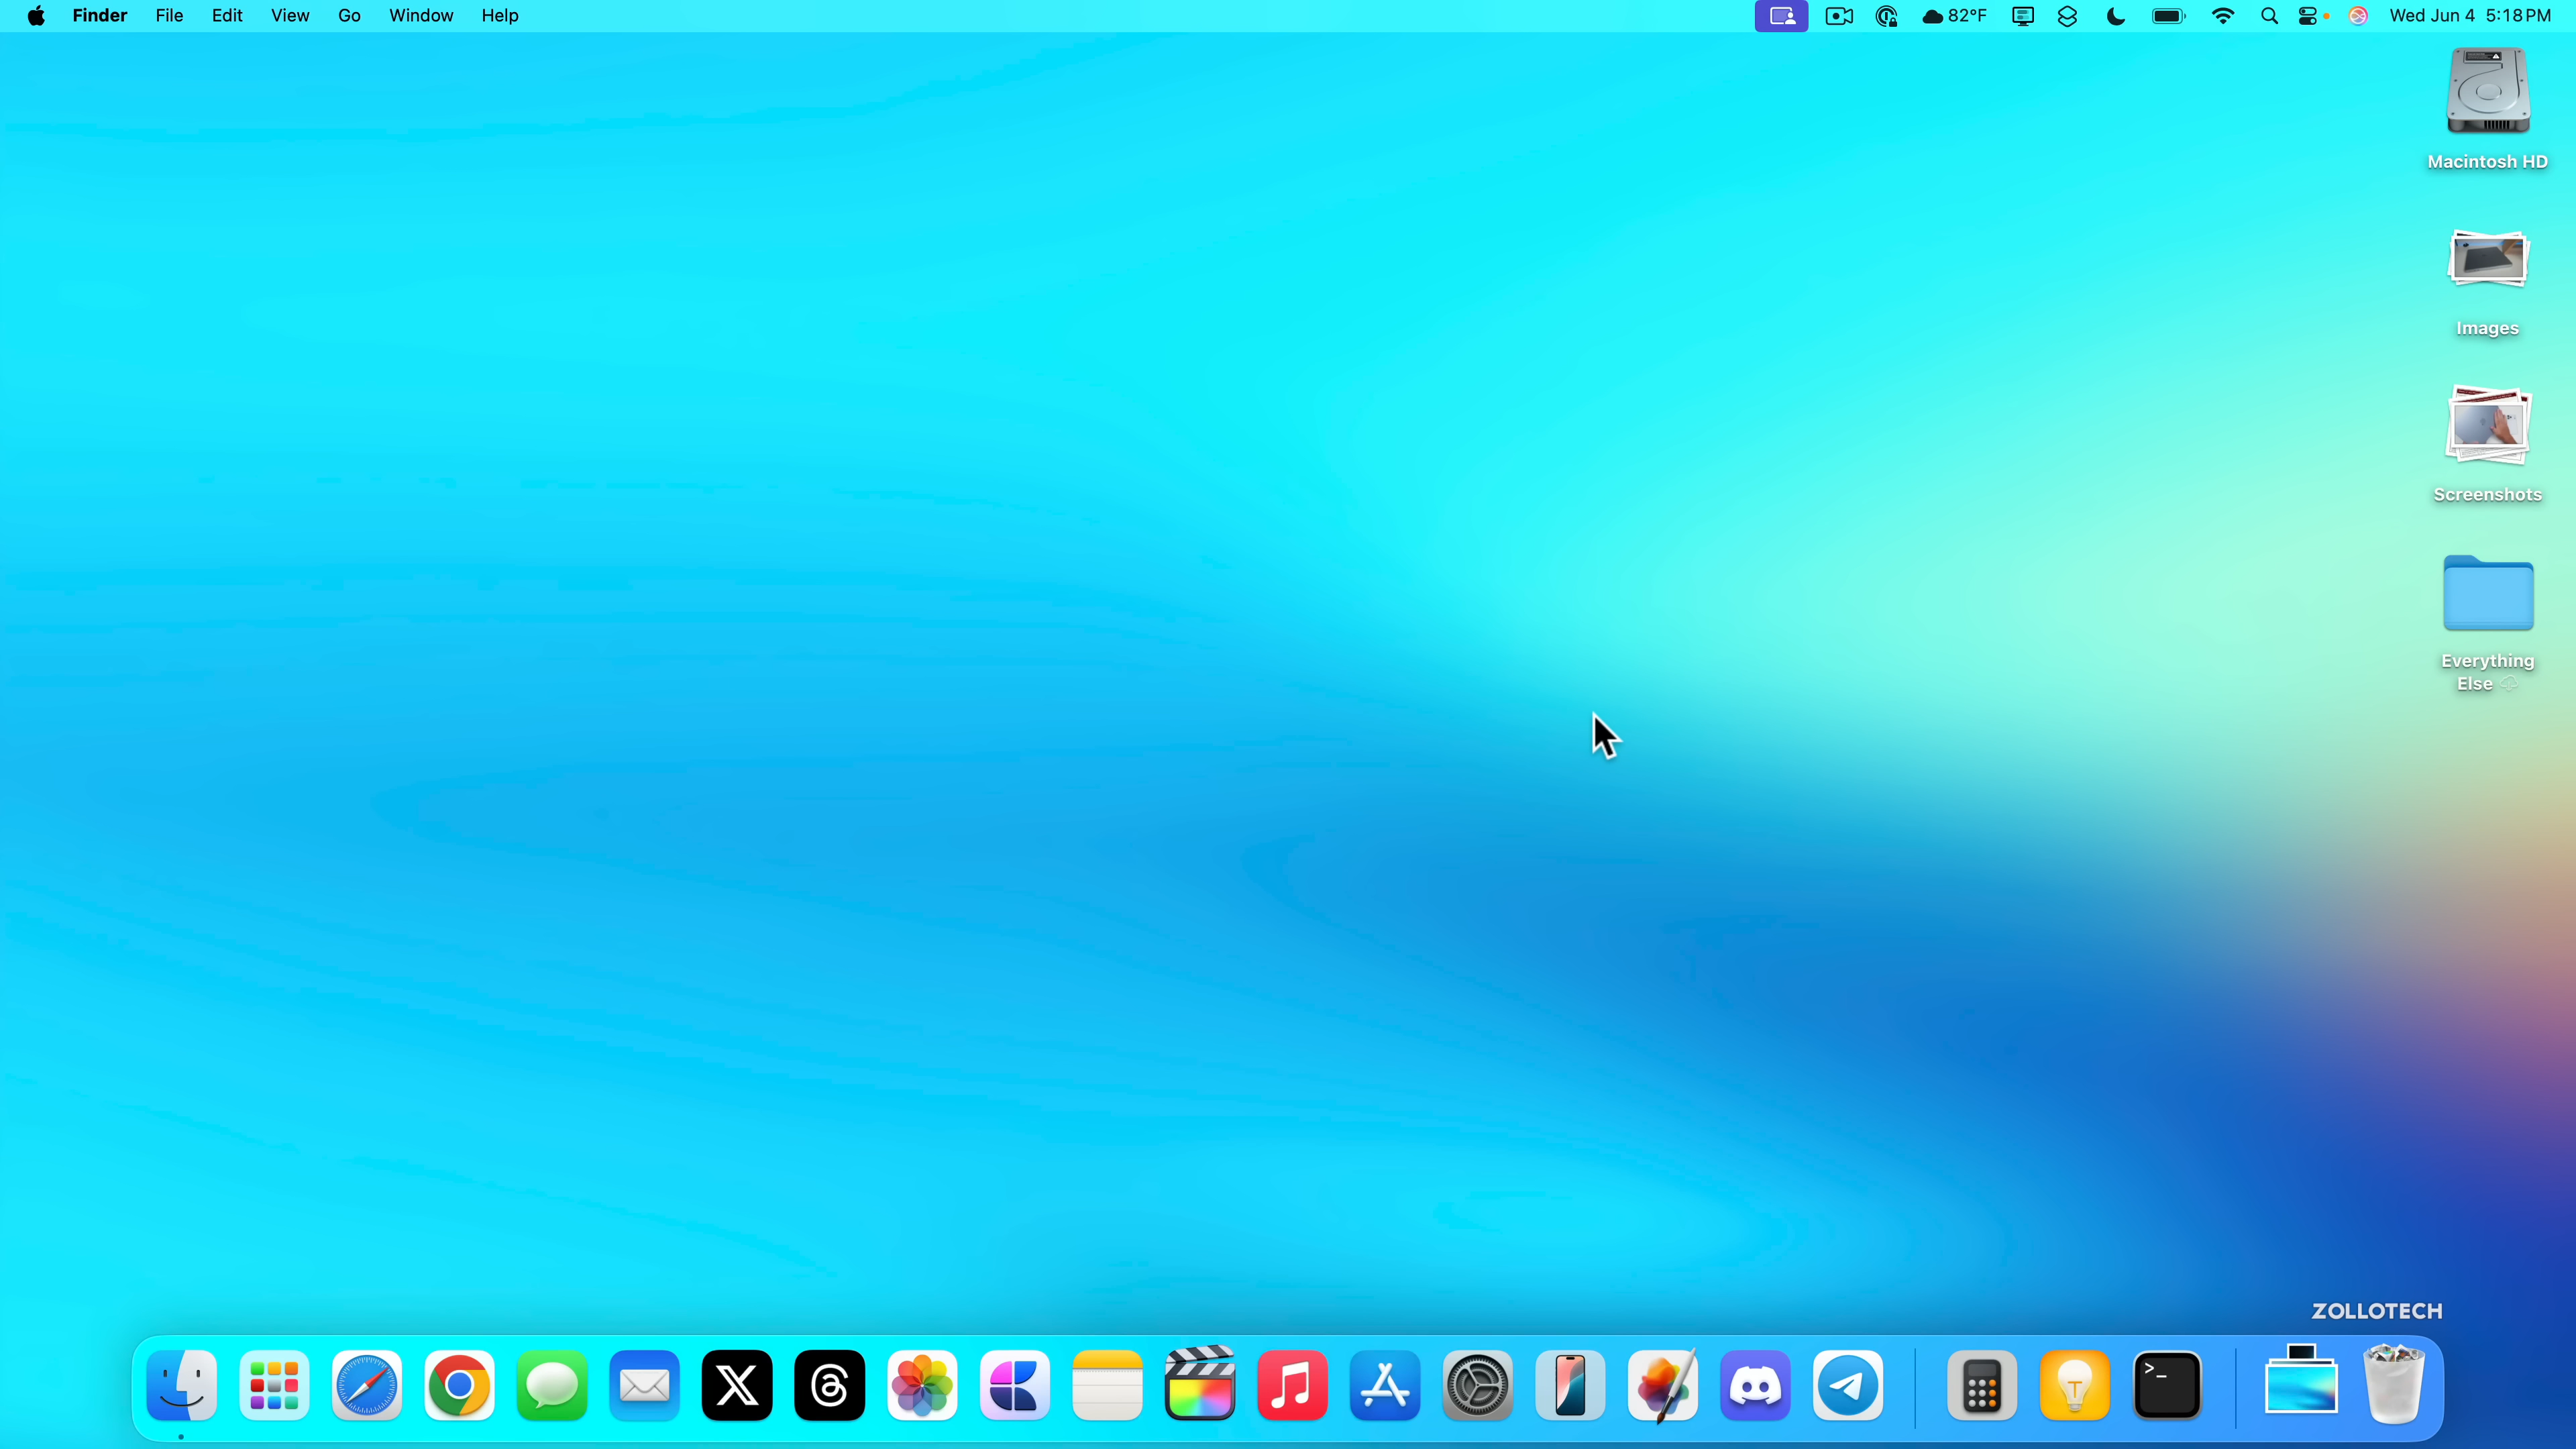 Finder File Edit View Go Window Help 82°F Wed Jun 4 5:18 PM
Macintosh HD
Images
Screenshots
Everything
Else
ZOLLOTECH